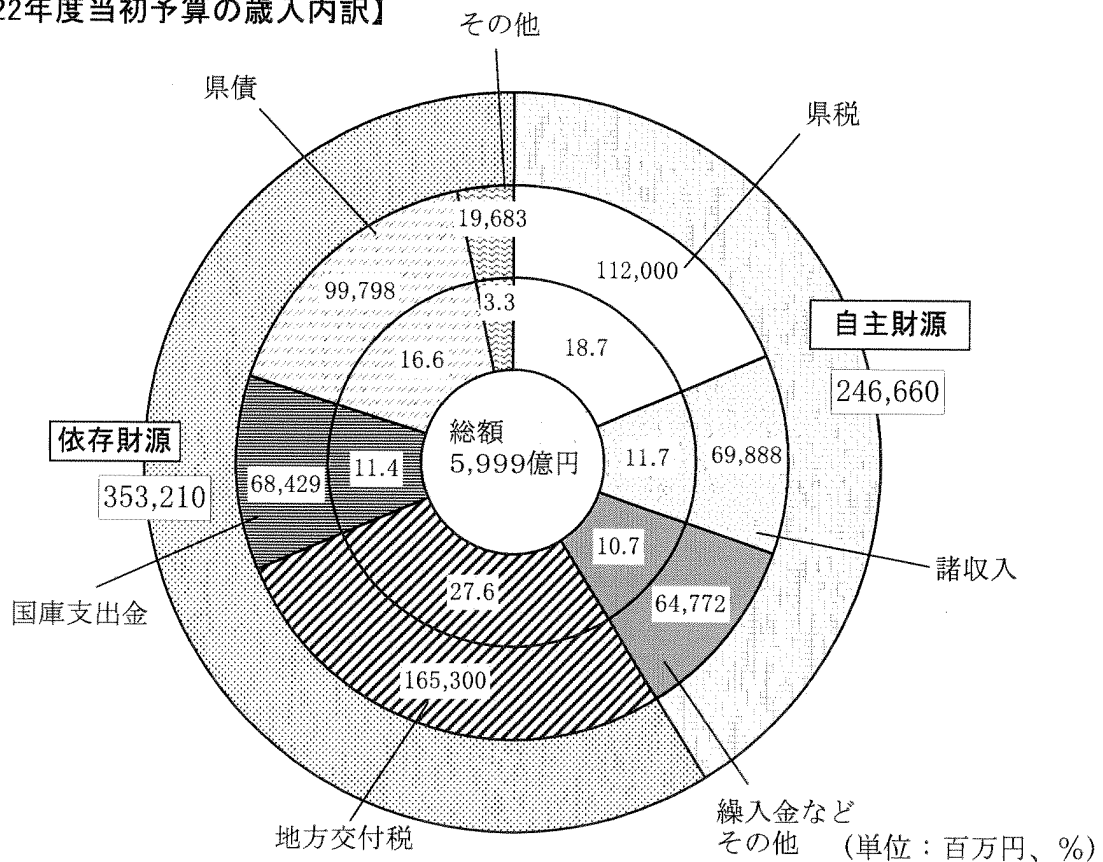 22年度当初予算の歳入内訳】
その他
県債
県税
19,683
112,000
99,798
3.3
18.7
16.6
自主財源
246,660
総額
5,999億円
依存財源
353,210
11.4
68,429
11.7
69,888
10.7
64,772
諸収入
国庫支出金
27.6
165,300
地方交付税
繰入金など
その他
(単位：百万円、%)